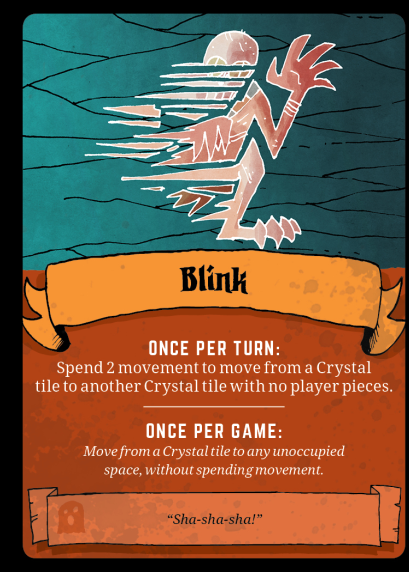 Blink
ONCE PER TURN:
Spend 2 movement to move from a Crystal
tile to another Crystal tile with no player pieces.
ONCE PER GAME:
Move from a Crystal tile to any unoccupied
space, without spending movement.
“Sha-sha-sha!”